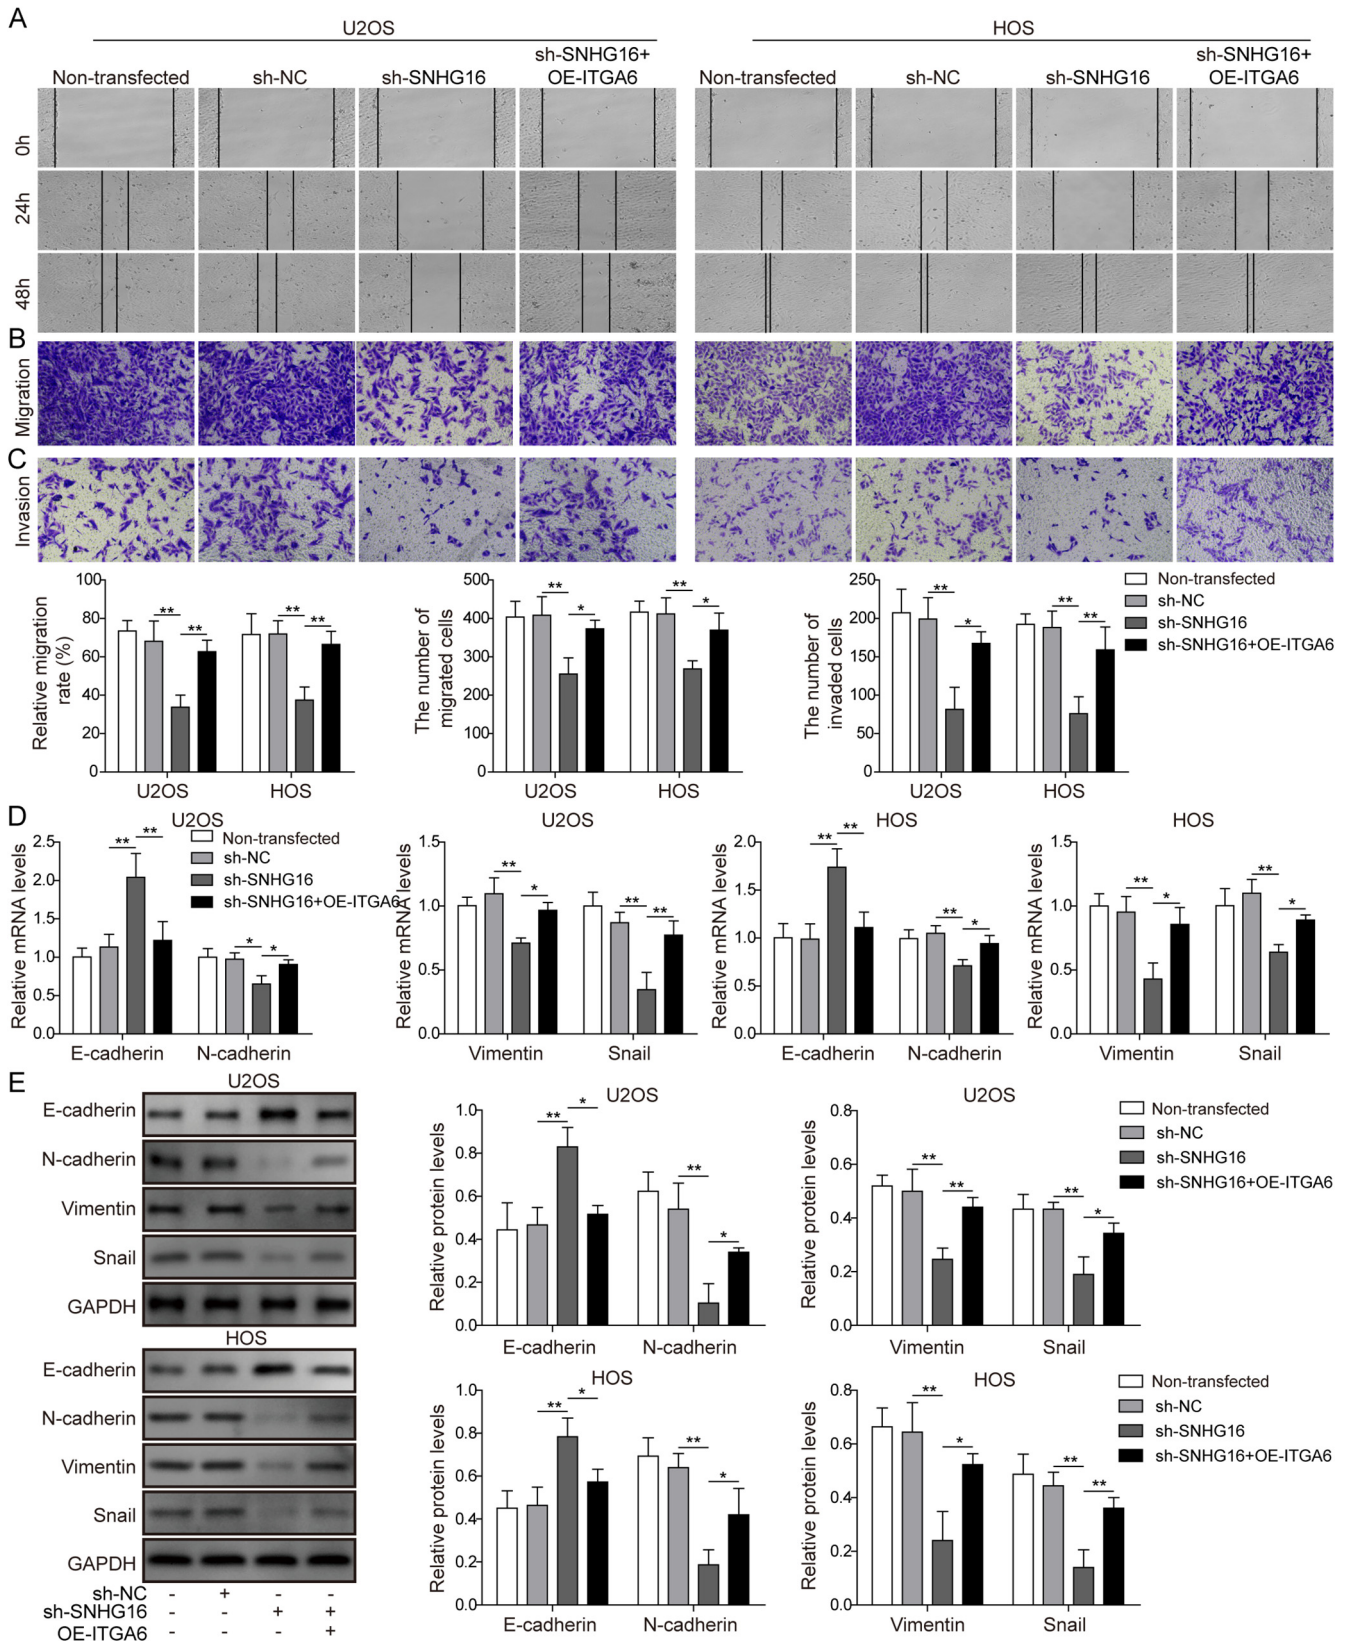 A
U2OS
HOS
Non-transfected
sh-NC
sh-SNHG16
sh-SNHG16+
OE-ITGA6
Non-transfected
sh-NC
sh-SNHG16
sh-SNHG16+
OE-ITGA6
0h
24h
48h
B
Migration
C
Invasion
Relative migration
rate (%)
100
80
60
40
20
0
** ** ** **
U2OS HOS
The number of
migrated cells
500
400
300
200
100
0
** * ** *
U2OS HOS
The number of
invaded cells
250
200
150
100
50
0
** * ** **
U2OS HOS
Non-transfected
sh-NC
sh-SNHG16
sh-SNHG16+OE-ITGA6
D
U2OS
Relative mRNA levels
2.5
2.0
1.5
1.0
0.5
0.0
** ** * *
E-cadherin N-cadherin
Non-transfected
sh-NC
sh-SNHG16
sh-SNHG16+OE-ITGA6
U2OS
Relative mRNA levels
1.5
1.0
0.5
0.0
** * ** **
Vimentin Snail
HOS
Relative mRNA levels
2.0
1.5
1.0
0.5
0.0
** ** ** *
E-cadherin N-cadherin
HOS
Relative mRNA levels
1.5
1.0
0.5
0.0
** * ** *
Vimentin Snail
E
U2OS
E-cadherin
N-cadherin
Vimentin
Snail
GAPDH
HOS
E-cadherin
N-cadherin
Vimentin
Snail
GAPDH
sh-NC - + - -
sh-SNHG16 - - + +
OE-ITGA6 - - - +
U2OS
Relative protein levels
1.0
0.8
0.6
0.4
0.2
0.0
** * ** *
E-cadherin N-cadherin
U2OS
Relative protein levels
0.8
0.6
0.4
0.2
0.0
** ** ** *
Vimentin Snail
Non-transfected
sh-NC
sh-SNHG16
sh-SNHG16+OE-ITGA6
HOS
Relative protein levels
1.0
0.8
0.6
0.4
0.2
0.0
** * ** *
E-cadherin N-cadherin
HOS
Relative protein levels
0.8
0.6
0.4
0.2
0.0
** * ** **
Vimentin Snail
Non-transfected
sh-NC
sh-SNHG16
sh-SNHG16+OE-ITGA6